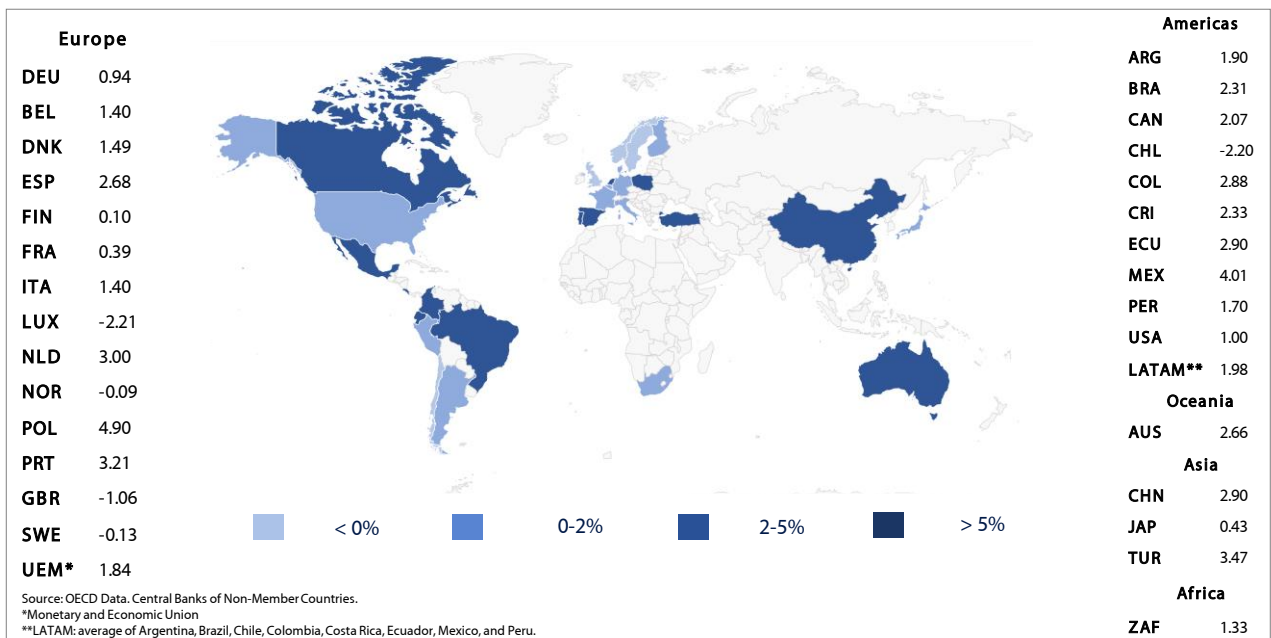 Europe
DEU 0.94
BEL 1.40
DNK 1.49
ESP 2.68
FIN 0.10
FRA 0.39
ITA 1.40
LUX -2.21
NLD 3.00
NOR -0.09
POL 4.90
PRT 3.21
GBR -1.06
SWE -0.13
UEM* 1.84
< 0%
0-2%
2-5%
> 5%
Americas
ARG 1.90
BRA 2.31
CAN 2.07
CHL -2.20
COL 2.88
CRI 2.33
ECU 2.90
MEX 4.01
PER 1.70
USA 1.00
LATAM** 1.98
Oceania
AUS 2.66
Asia
CHN 2.90
JAP 0.43
TUR 3.47
Africa
ZAF 1.33
Source: OECD Data. Central Banks of Non-Member Countries.
*Monetary and Economic Union
**LATAM: average of Argentina, Brazil, Chile, Colombia, Costa Rica, Ecuador, Mexico, and Peru.